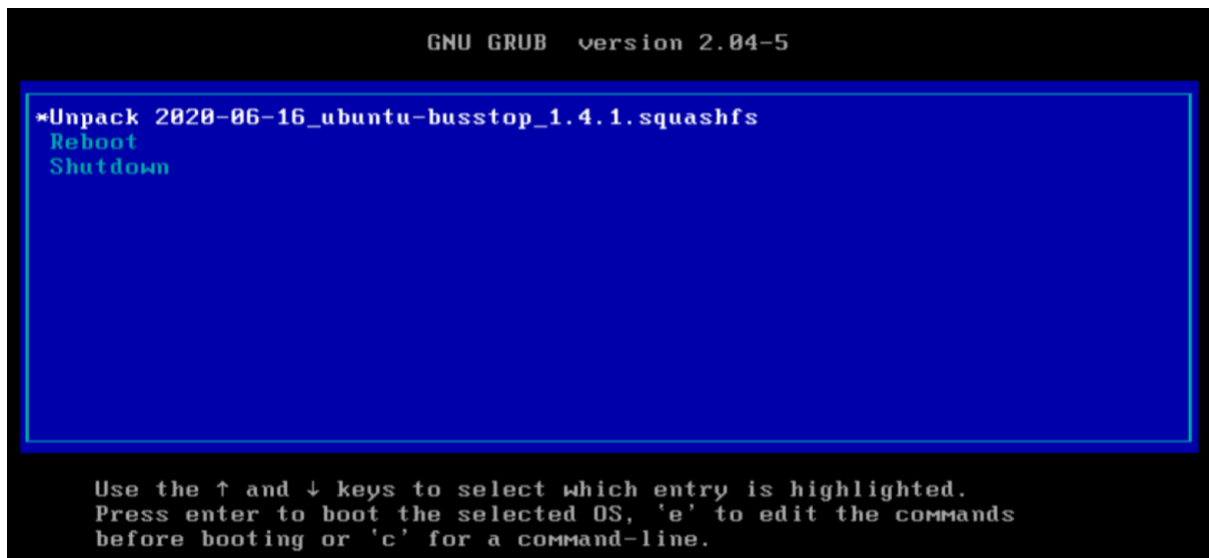 GNU GRUB  version 2.04-5
*Unpack 2020-06-16_ubuntu-busstop_1.4.1.squashfs
Reboot
Shutdown
Use the ↑ and ↓ keys to select which entry is highlighted.
Press enter to boot the selected OS, `e' to edit the commands
before booting or `c' for a command-line.